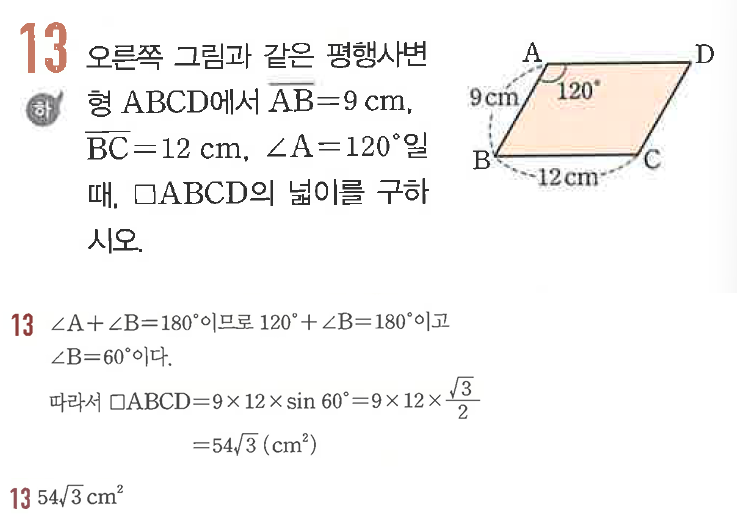 13 오른쪽 그림과 같은 평행사변
하 형 ABCD에서 AB=9 cm,
BC=12 cm, ∠A=120°일
때, □ABCD의 넓이를 구하
시오.
A D
9 cm 120°
B C
12 cm
13 ∠A+∠B=180°이므로 120°+∠B=180°이고
∠B=60°이다.
따라서 □ABCD=9×12×sin 60°=9×12×√3/2
=54√3 (cm²)
13 54√3 cm²